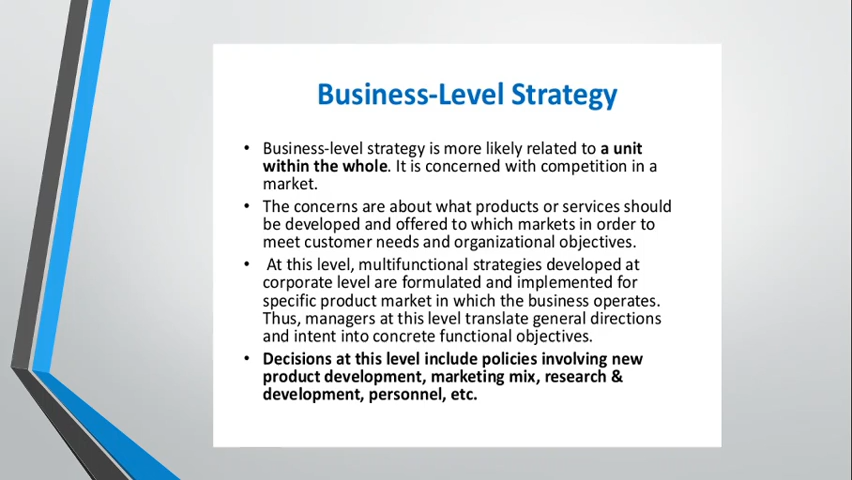 Business-Level Strategy
• Business-level strategy is more likely related to a unit
within the whole. It is concerned with competition in a
market.
• The concerns are about what products or services should
be developed and offered to which markets in order to
meet customer needs and organizational objectives.
• At this level, multifunctional strategies developed at
corporate level are formulated and implemented for
specific product market in which the business operates.
Thus, managers at this level translate general directions
and intent into concrete functional objectives.
• Decisions at this level include policies involving new
product development, marketing mix, research &
development, personnel, etc.